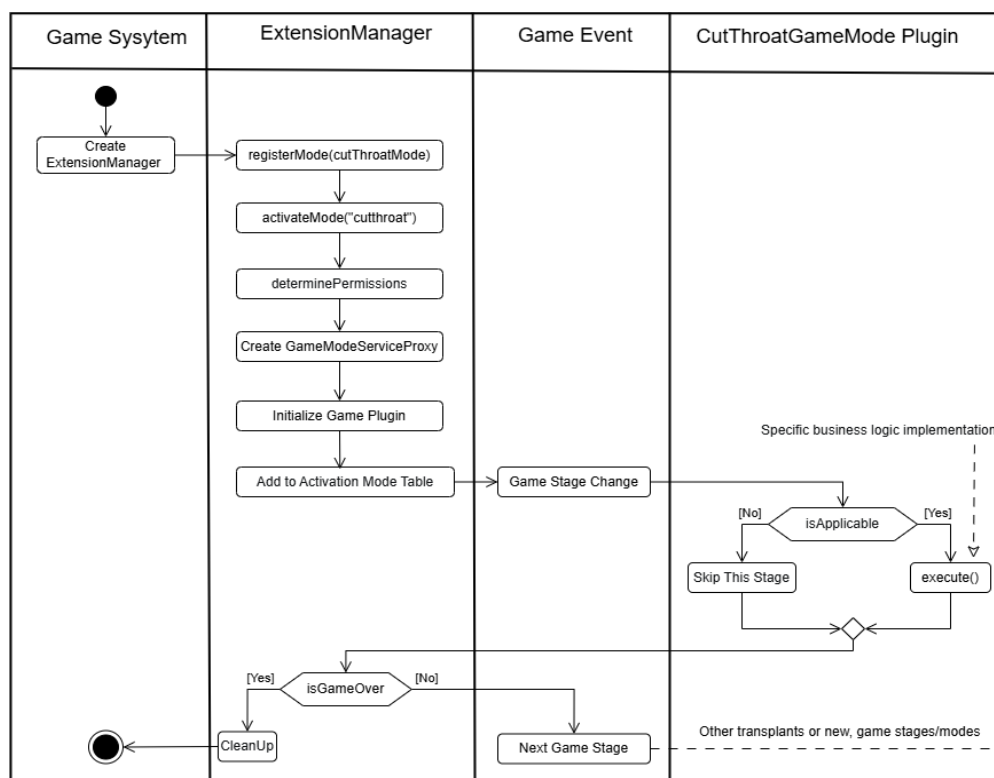 Game Sysytem
ExtensionManager
Game Event
CutThroatGameMode Plugin
Create
ExtensionManager
registerMode(cutThroatMode)
activateMode("cutthroat")
determinePermissions
Create GameModeServiceProxy
Initialize Game Plugin
Specific business logic implementation
Add to Activation Mode Table
Game Stage Change
[No]
isApplicable
[Yes]
Skip This Stage
execute()
[Yes]
isGameOver
[No]
CleanUp
Next Game Stage
Other transplants or new, game stages/modes